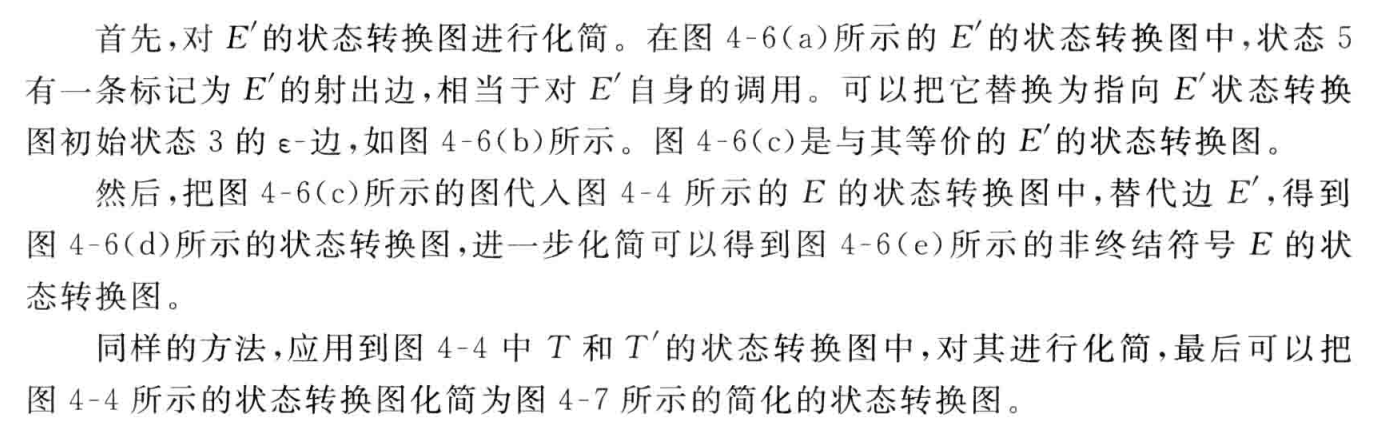 首先,对 E′的状态转换图进行化简。在图 4-6(a)所示的 E′的状态转换图中,状态 5
有一条标记为 E′的射出边,相当于对 E′自身的调用。可以把它替换为指向 E′状态转换
图初始状态 3 的 ε-边,如图 4-6(b)所示。图 4-6(c)是与其等价的 E′的状态转换图。
然后,把图 4-6(c)所示的图代入图 4-4 所示的 E 的状态转换图中,替代边 E′,得到
图 4-6(d)所示的状态转换图,进一步化简可以得到图 4-6(e)所示的非终结符号 E 的状
态转换图。
同样的方法,应用到图 4-4 中 T 和 T′的状态转换图中,对其进行化简,最后可以把
图 4-4 所示的状态转换图化简为图 4-7 所示的简化的状态转换图。